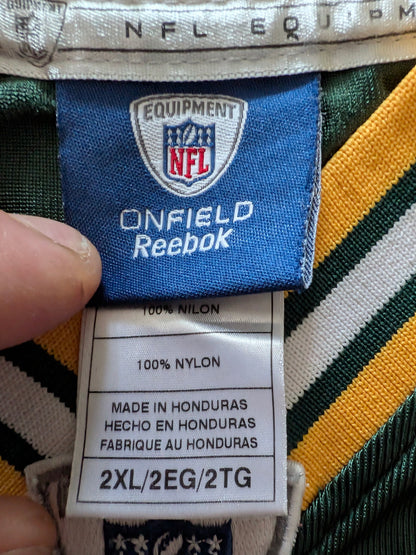 NFL EQUIPM
EQUIPMENT
NFL
ONFIELD
Reebok
100% NILON
100% NYLON
MADE IN HONDURAS
HECHO EN HONDURAS
FABRIQUE AU HONDURAS
2XL/2EG/2TG